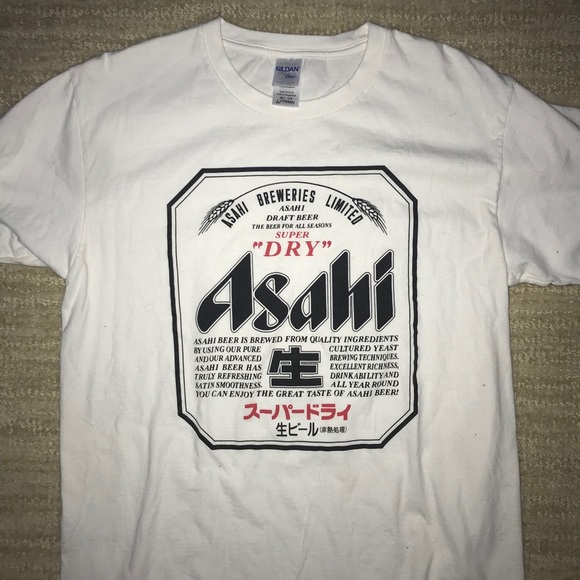 GILDAN
ASAHI BREWERIES LIMITED
ASAHI
DRAFT BEER
THE BEER FOR ALL SEASONS
SUPER
"DRY"
Asahi
ASAHI BEER IS BREWED FROM QUALITY INGREDIENTS
BY USING OUR PURE CULTURED YEAST
AND OUR ADVANCED BREWING TECHNIQUES.
ASAHI BEER HAS EXCELLENT RICHNESS,
TRULY REFRESHING DRINKABILITY AND
SATIN SMOOTHNESS. ALL YEAR ROUND
生
YOU CAN ENJOY THE GREAT TASTE OF ASAHI BEER!
スーパードライ
生ビール(非熱処理)